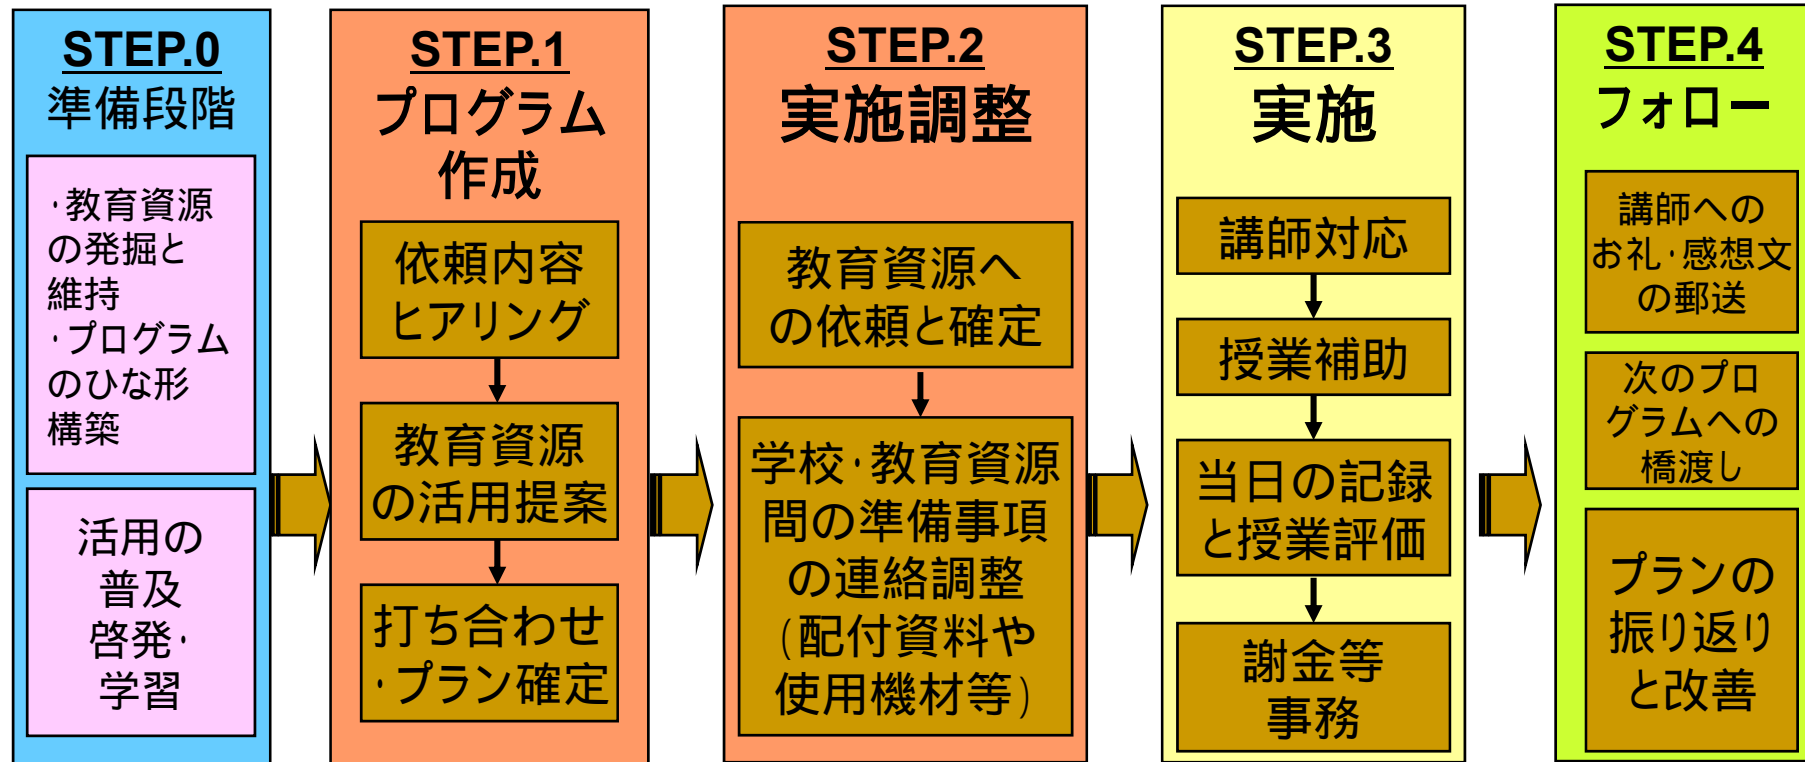 STEP.0
準備段階
・教育資源
の発掘と
維持
・プログラム
のひな形
構築
活用の
普及
啓発・
学習
STEP.1
プログラム
作成
依頼内容
ヒアリング
教育資源
の活用提案
打ち合わせ
・プラン確定
STEP.2
実施調整
教育資源へ
の依頼と確定
学校・教育資源
間の準備事項
の連絡調整
(配付資料や
使用機材等)
STEP.3
実施
講師対応
授業補助
当日の記録
と授業評価
謝金等
事務
STEP.4
フォロー
講師への
お礼・感想文
の郵送
次のプロ
グラムへの
橋渡し
プランの
振り返り
と改善